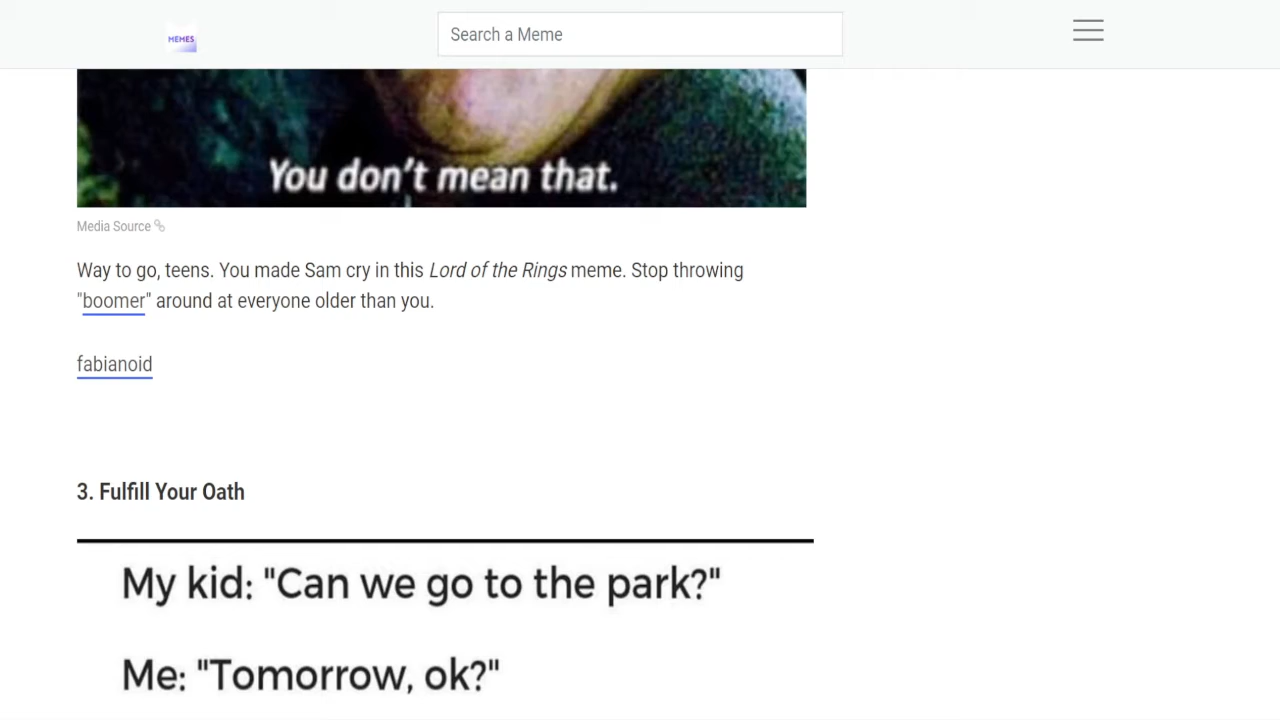 MEMES
Search a Meme
You don't mean that.
Media Source
Way to go, teens. You made Sam cry in this Lord of the Rings meme. Stop throwing
"boomer" around at everyone older than you.
fabianoid
3. Fulfill Your Oath
My kid: "Can we go to the park?"
Me: "Tomorrow, ok?"